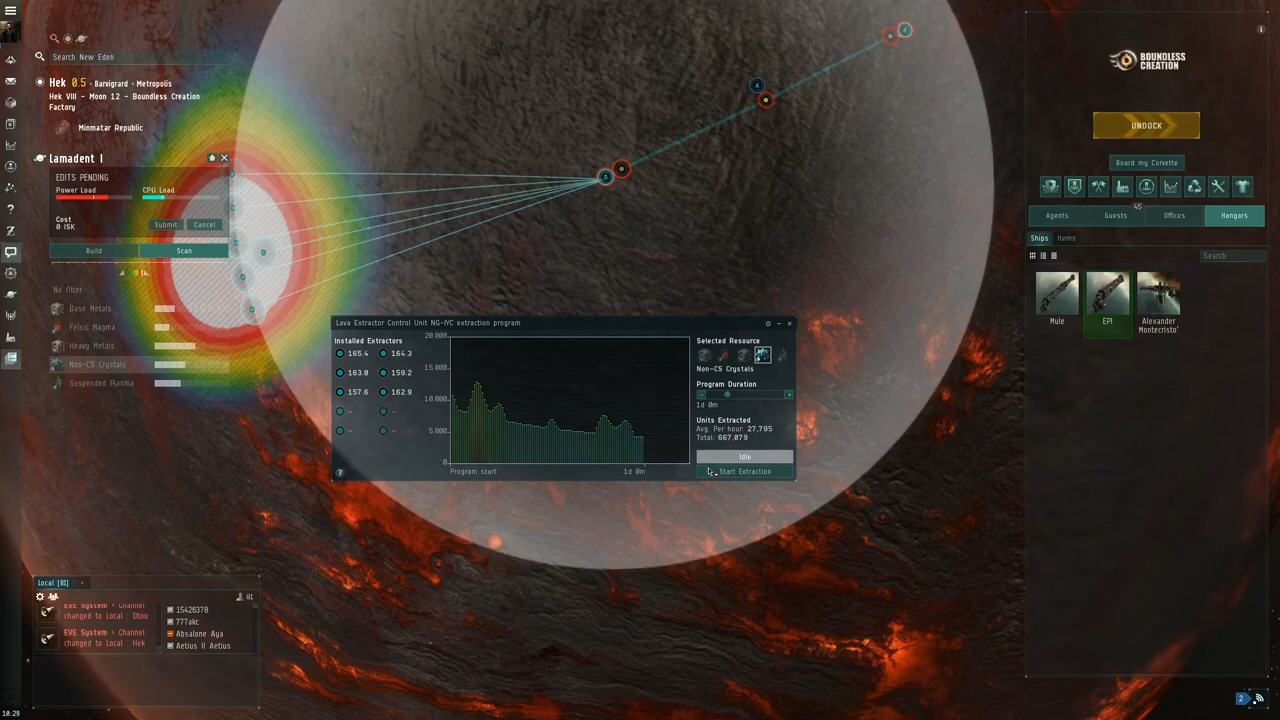 Search New Eden
Hek 0.5 · Barvigrard · Metropolis
Hek VIII - Moon 12 - Boundless Creation
Factory
Minmatar Republic
Lamadent I
EDITS PENDING
Power Load CPU Load
Cost
0 ISK
Submit Cancel
Build Scan
No filter
Base Metals
Felsic Magma
Heavy Metals
Non-CS Crystals
Suspended Plasma
Lava Extractor Control Unit NG-IYC extraction program
Installed Extractors
165.4 164.3
163.0 159.2
157.6 162.9
- -
- -
20,000
15,000
10,000
5,000
0
Program start 1d 0m
Selected Resource
Non-CS Crystals
Program Duration
- +
1d 0m
Units Extracted
Avg. Per hour: 27,795
Total: 667,079
Idle
Start Extraction
?
BOUNDLESS
CREATION
UNDOCK
Board my Corvette
45
Agents Guests Offices Hangars
Ships Items
Search
Mule EPI Alexander
Montecristo'
Local [81]
81
EVE System > Channel
changed to Local : Otou
EVE System > Channel
changed to Local : Hek
15426378
777akc
Absalone Aya
Aetius II Aetius
10:29
2